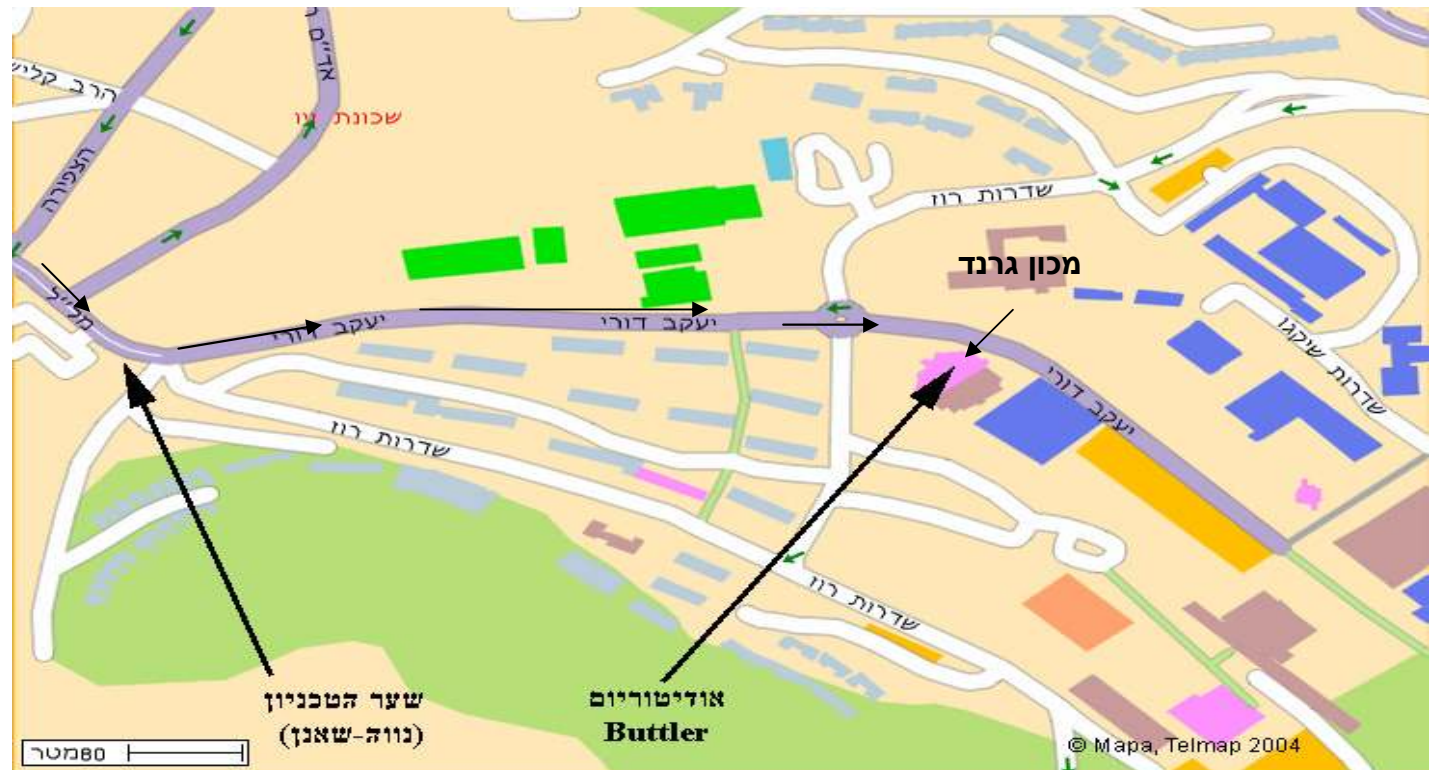 הרב קליש
הצפירה
שכונת זיו
מל״ל
יעקב דורי
יעקב דורי
יעקב דורי
שדרות רוז
מכון גרנד
שדרות שיקגו
שדרות רוז
שדרות רוז
שער הטכניון
(נווה-שאנן)
אודיטוריום
Buttler
80מטר
© Mapa, Telmap 2004